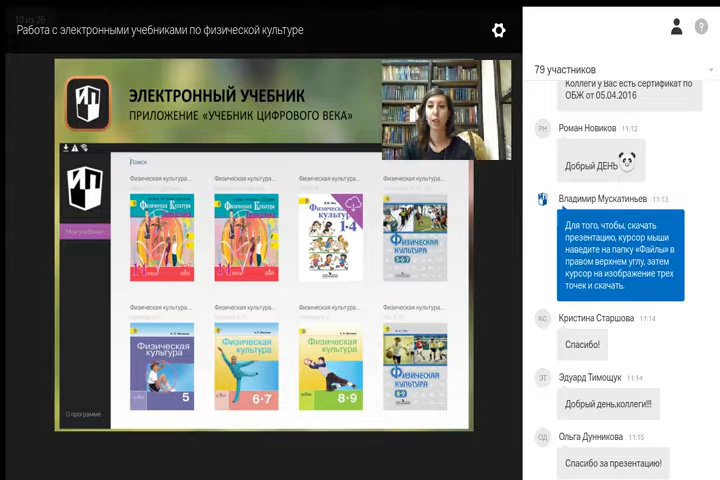 10 из 26
Работа с электронными учебниками по физической культуре
ЭЛЕКТРОННЫЙ УЧЕБНИК
ПРИЛОЖЕНИЕ «УЧЕБНИК ЦИФРОВОГО ВЕКА»
Поиск
Мои учебники
Физическая культура...
Физическая культура...
Физическая культура...
Физическая культура...
Физическая Культура
Физическая Культура
Физическая культура
1-4
ФИЗИЧЕСКАЯ КУЛЬТУРА
5-6-7
Физическая культура...
Физическая культура...
Физическая культура...
Физическая культура...
Физическая культура
5
Физическая культура
6-7
Физическая культура
8-9
ФИЗИЧЕСКАЯ КУЛЬТУРА
8-9
О программе
79 участников
Коллеги у Вас есть сертификат по
ОБЖ от 05.04.2016
РН Роман Новиков 11:12
Добрый ДЕНЬ
Владимир Мускатиньев 11:13
Для того, чтобы, скачать
презентацию, курсор мыши
наведите на папку «Файлы» в
правом верхнем углу, затем
курсор на изображение трех
точек и скачать.
КС Кристина Старшова 11:14
Спасибо!
ЭТ Эдуард Тимощук 11:14
Добрый день,коллеги!!!
ОД Ольга Дунникова 11:15
Спасибо за презентацию!